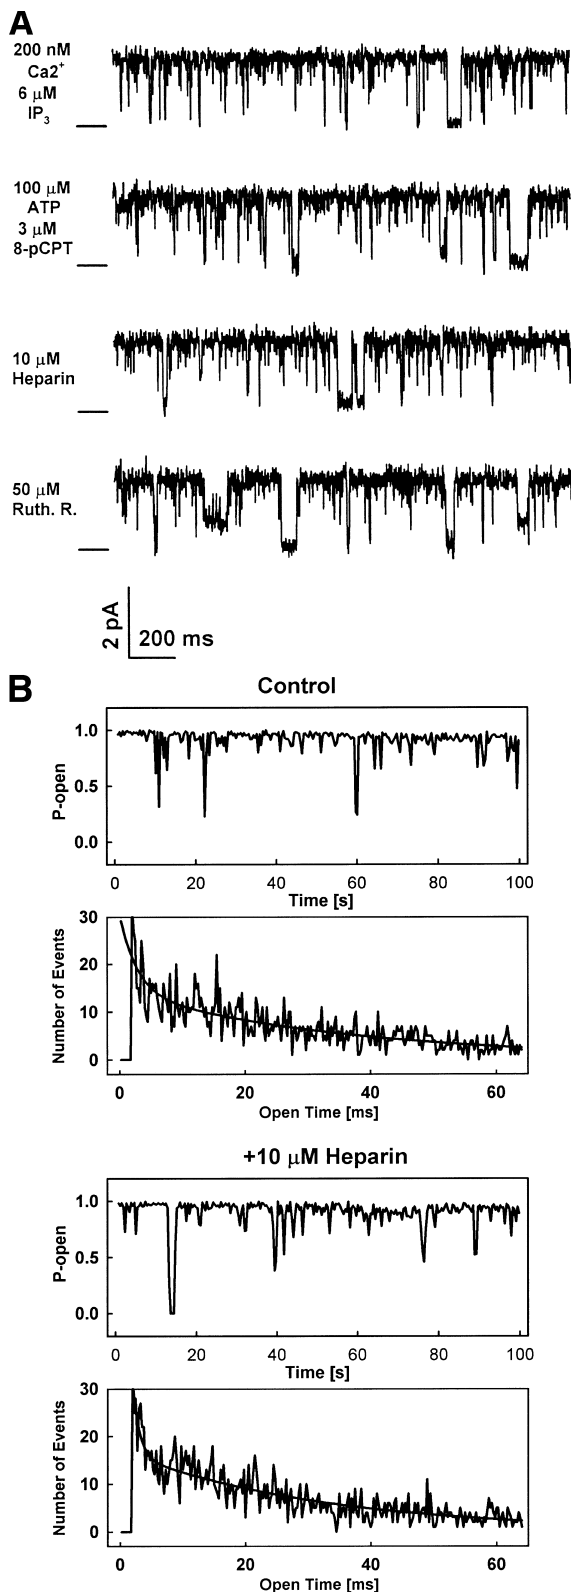 A
200 nM
Ca2+
6 μM
IP3
100 μM
ATP
3 μM
8-pCPT
10 μM
Heparin
50 μM
Ruth. R.
2 pA
200 ms
B
Control
P-open
1.0
0.5
0.0
0 20 40 60 80 100
Time [s]
Number of Events
30
20
10
0
0 20 40 60
Open Time [ms]
+10 μM Heparin
P-open
1.0
0.5
0.0
0 20 40 60 80 100
Time [s]
Number of Events
30
20
10
0
0 20 40 60
Open Time [ms]